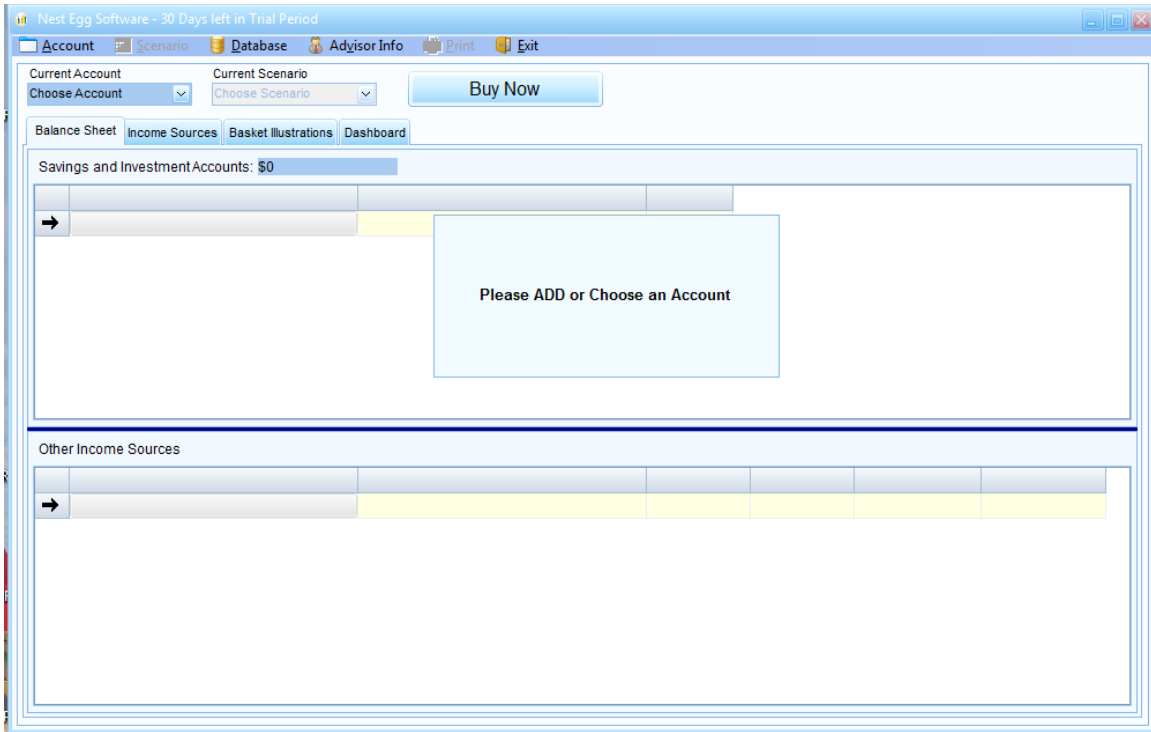 Nest Egg Software - 30 Days left in Trial Period
Account Scenario Database Advisor Info Print Exit
Current Account Current Scenario
Choose Account Choose Scenario Buy Now
Balance Sheet Income Sources Basket Illustrations Dashboard
Savings and Investment Accounts: $0
Please ADD or Choose an Account
Other Income Sources